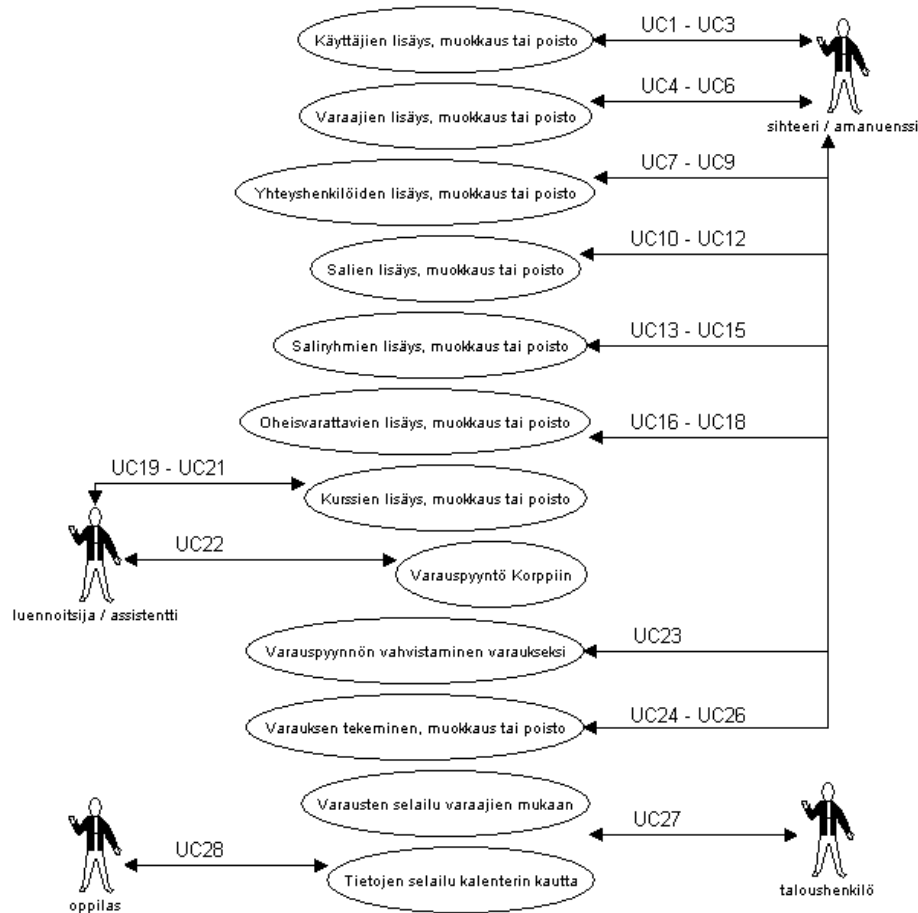 Käyttäjien lisäys, muokkaus tai poisto
UC1 - UC3
sihteeri / amanuenssi
Varaajien lisäys, muokkaus tai poisto
UC4 - UC6
Yhteyshenkilöiden lisäys, muokkaus tai poisto
UC7 - UC9
Salien lisäys, muokkaus tai poisto
UC10 - UC12
Saliryhmien lisäys, muokkaus tai poisto
UC13 - UC15
Oheisvarattavien lisäys, muokkaus tai poisto
UC16 - UC18
UC19 - UC21
Kurssien lisäys, muokkaus tai poisto
UC22
Varauspyyntö Korppiin
luennoitsija / assistentti
Varauspyynnön vahvistaminen varaukseksi
UC23
Varauksen tekeminen, muokkaus tai poisto
UC24 - UC26
Varausten selailu varaajien mukaan
UC27
taloushenkilö
UC28
Tietojen selailu kalenterin kautta
oppilas